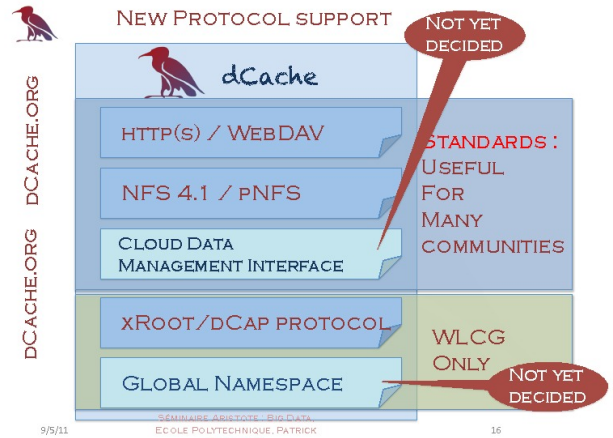 New Protocol support
Not yet
decided
dCache
dCache.org
dCache.org
http(s) / WebDAV
NFS 4.1 / pNFS
Cloud Data
Management Interface
Standards :
Useful
For
Many
communities
xRoot/dCap protocol
Global Namespace
WLCG
Only
Not yet
decided
9/5/11
Séminaire Aristote : Big Data,
Ecole Polytechnique, Patrick
16